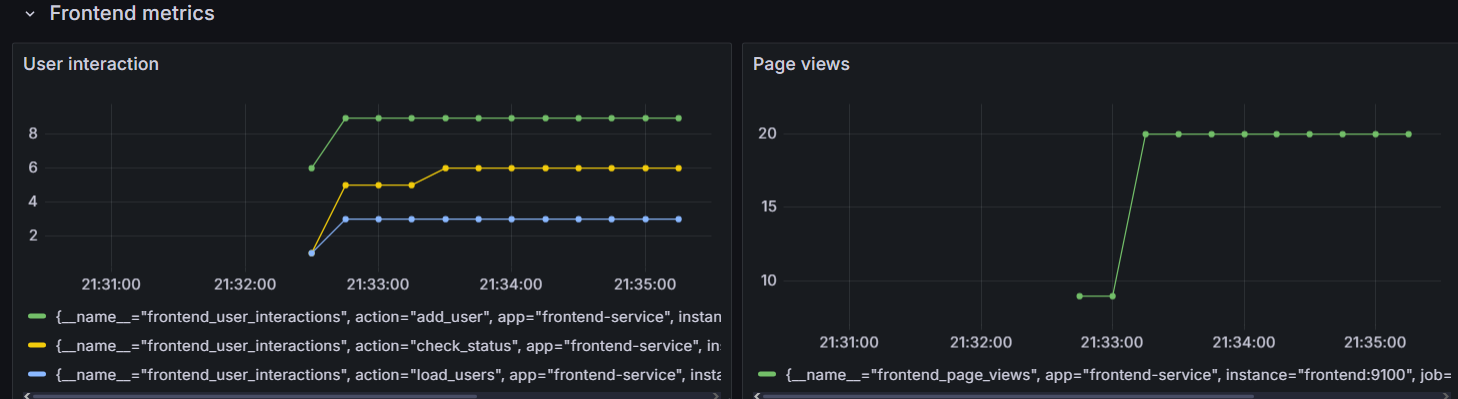 Frontend metrics
User interaction
8
6
4
2
21:31:00 21:32:00 21:33:00 21:34:00 21:35:00
{__name__="frontend_user_interactions", action="add_user", app="frontend-service", instan
{__name__="frontend_user_interactions", action="check_status", app="frontend-service", in
{__name__="frontend_user_interactions", action="load_users", app="frontend-service", insta
Page views
20
15
10
21:31:00 21:32:00 21:33:00 21:34:00 21:35:00
{__name__="frontend_page_views", app="frontend-service", instance="frontend:9100", job=